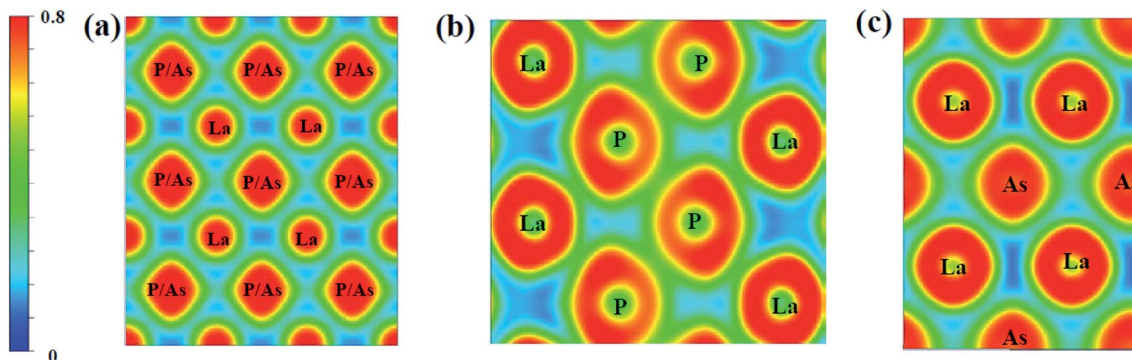 0.8
0
(a)
P/As P/As P/As
La La
P/As P/As P/As
La La
P/As P/As P/As
(b)
La P
P La
La P
P La
(c)
La La
As A
La La
As